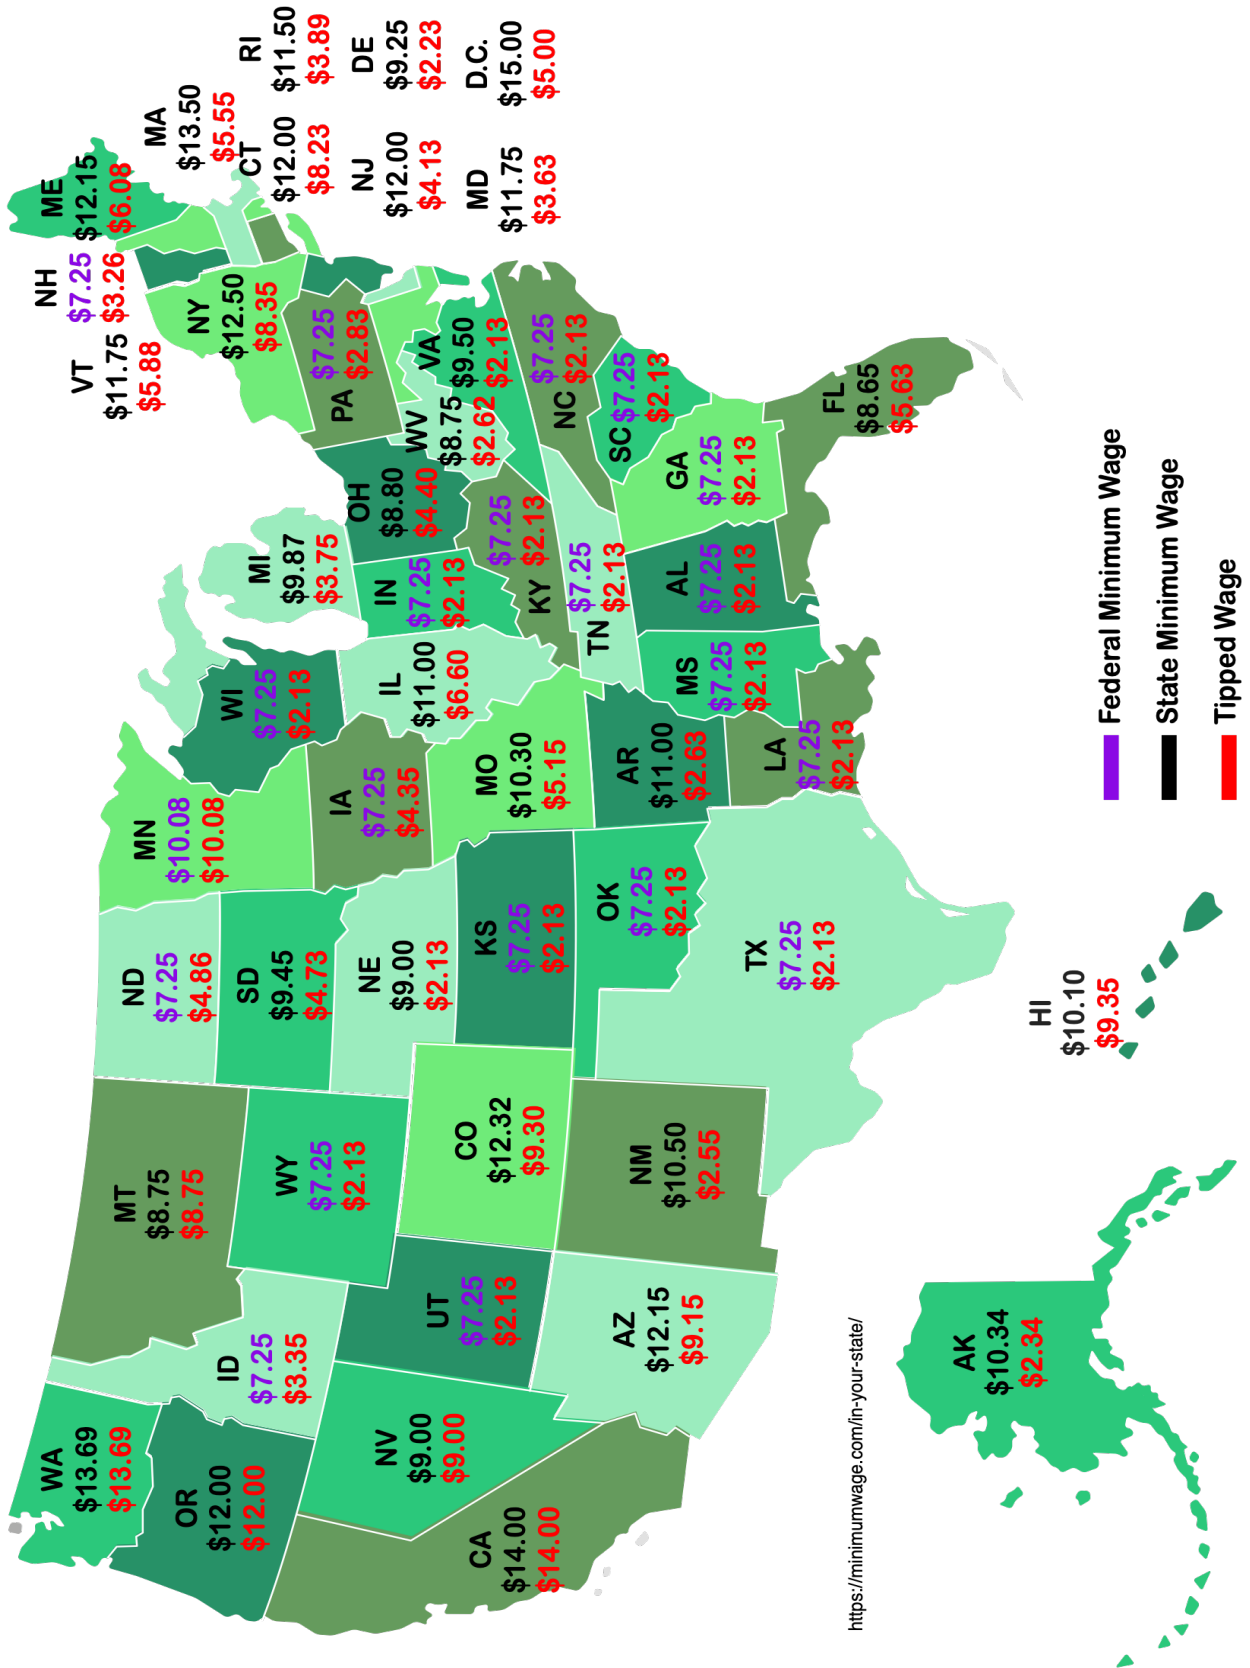 WA
$13.69
$13.69
OR
$12.00
$12.00
CA
$14.00
$14.00
NV
$9.00
$9.00
ID
$7.25
$3.35
MT
$8.75
$8.75
WY
$7.25
$2.13
UT
$7.25
$2.13
AZ
$12.15
$9.15
CO
$12.32
$9.30
NM
$10.50
$2.55
ND
$7.25
$4.86
SD
$9.45
$4.73
NE
$9.00
$2.13
KS
$7.25
$2.13
OK
$7.25
$2.13
TX
$7.25
$2.13
MN
$10.08
$10.08
IA
$7.25
$4.35
MO
$10.30
$5.15
AR
$11.00
$2.63
LA
$7.25
$2.13
WI
$7.25
$2.13
IL
$11.00
$6.60
MS
$7.25
$2.13
MI
$9.87
$3.75
IN
$7.25
$2.13
OH
$8.80
$4.40
KY
$7.25
$2.13
TN
$7.25
$2.13
AL
$7.25
$2.13
GA
$7.25
$2.13
FL
$8.65
$5.63
SC
$7.25
$2.13
NC
$7.25
$2.13
WV
$8.75
$2.62
VA
$9.50
$2.13
PA
$7.25
$2.83
NY
$12.50
$8.35
VT
$11.75
$5.88
NH
$7.25
$3.26
ME
$12.15
$6.08
MA
$13.50
$5.55
CT
$12.00
$8.23
RI
$11.50
$3.89
NJ
$12.00
$4.13
DE
$9.25
$2.23
MD
$11.75
$3.63
D.C.
$15.00
$5.00
https://minimumwage.com/in-your-state/
AK
$10.34
$2.34
HI
$10.10
$9.35
Federal Minimum Wage
State Minimum Wage
Tipped Wage